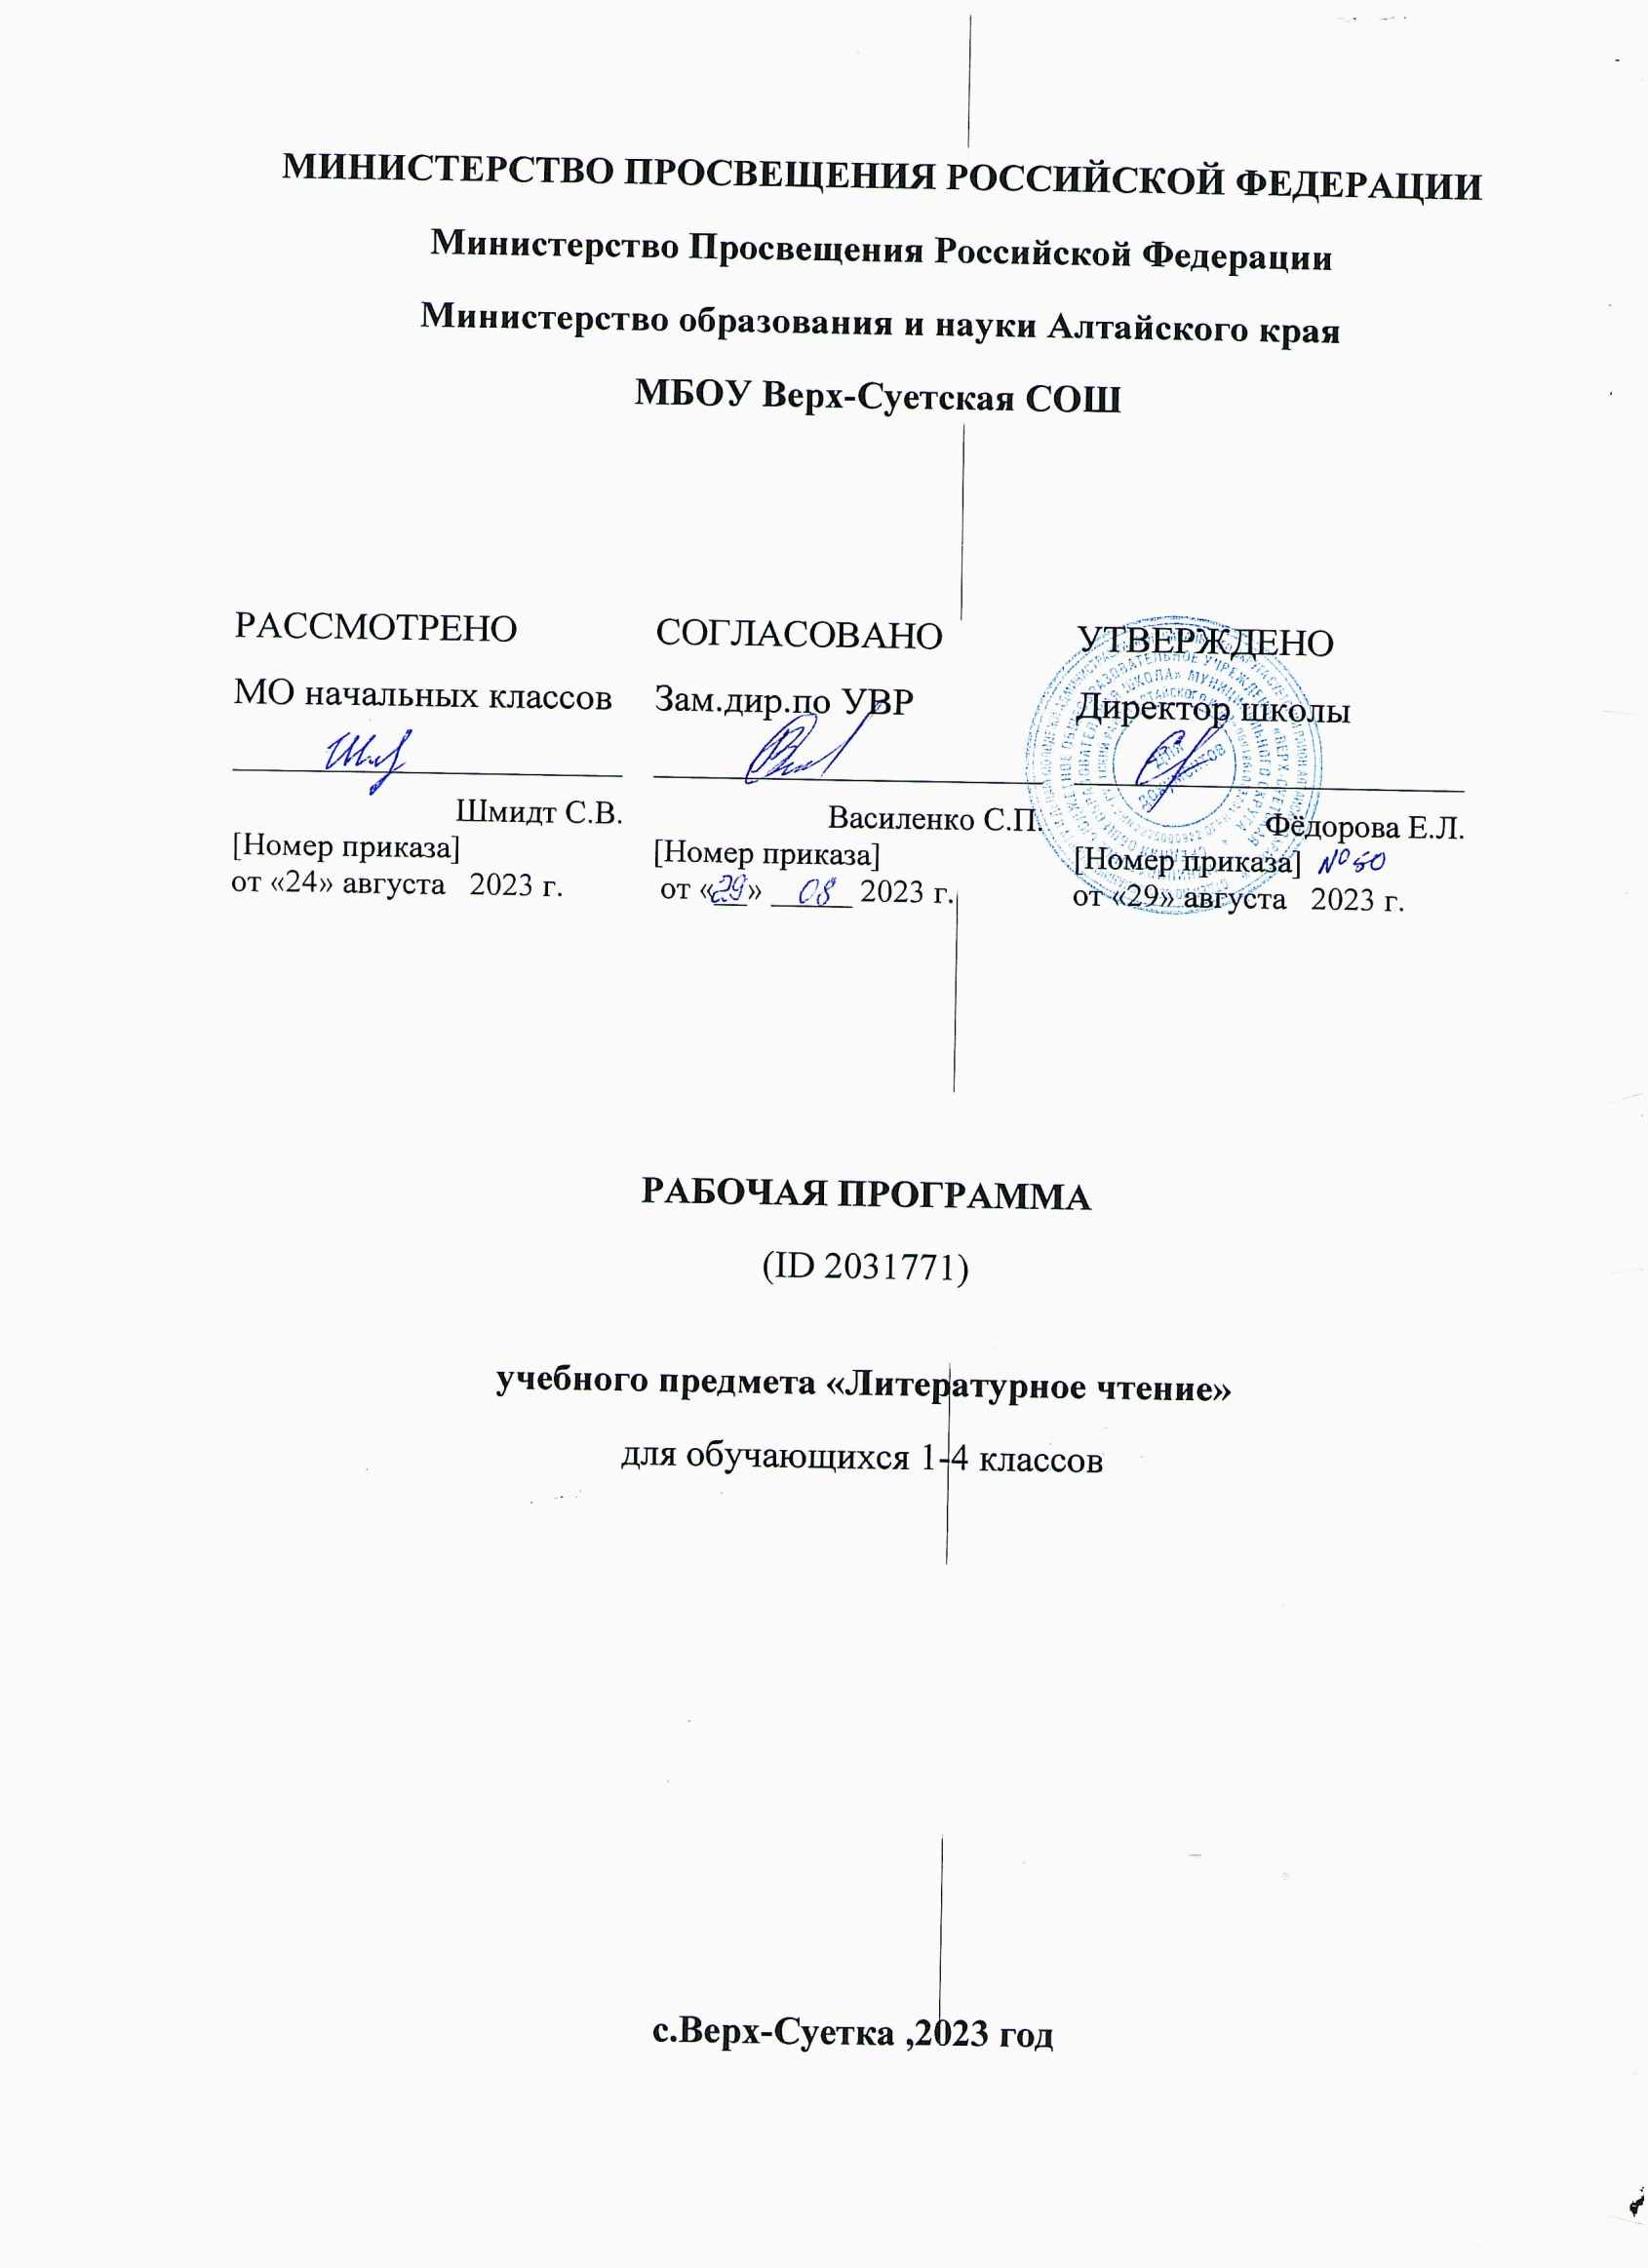 МИНИСТЕРСТВО ПРОСВЕЩЕНИЯ РОССИЙСКОЙ ФЕДЕРАЦИИ
Министерство Просвещения Российской Федерации
Министерство образования и науки Алтайского края
МБОУ Верх-Суетская СОШ
РАССМОТРЕНО
МО начальных классов
Шмидт С.В.
[Номер приказа]
от «24» августа 2023 г.
СОГЛАСОВАНО
Зам.дир.по УВР
Василенко С.П.
[Номер приказа]
от «29» 08 2023 г.
УТВЕРЖДЕНО
Директор школы
ДЛЯ
ДОКУМЕНТОВ
Фёдорова Е.Л.
[Номер приказа] №50
от «29» августа 2023 г.
РАБОЧАЯ ПРОГРАММА
(ID 2031771)
учебного предмета «Литературное чтение»
для обучающихся 1-4 классов
с.Верх-Суетка ,2023 год